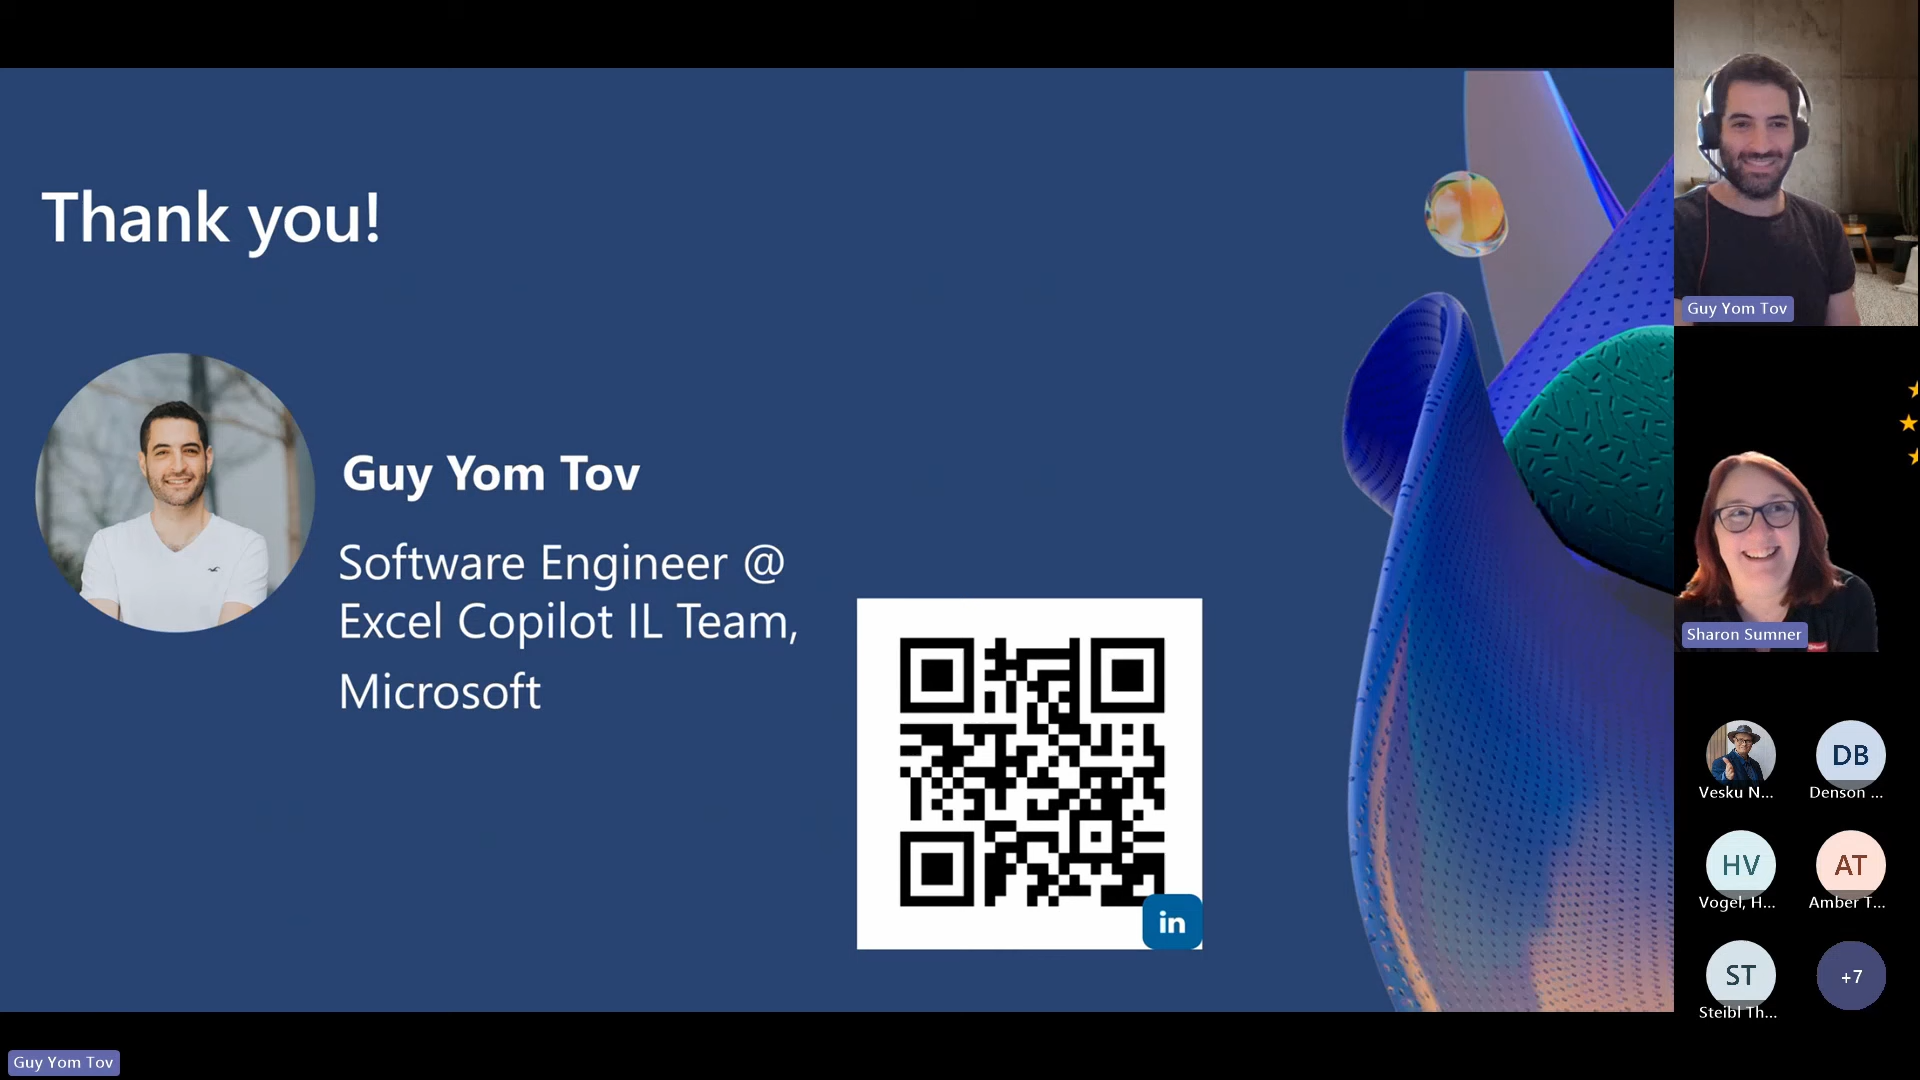 Thank you!
Guy Yom Tov
Software Engineer @
Excel Copilot IL Team,
Microsoft
in
Guy Yom Tov
Sharon Sumner
Vesku N...
DB
Denson ...
HV
Vogel, H...
AT
Amber T...
ST
Steibl Th...
+7
Guy Yom Tov